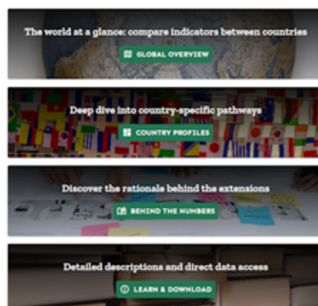 The world at a glance: compare indicators between countries
GLOBAL OVERVIEW
Deep dive into country-specific pathways
COUNTRY PROFILES
Discover the rationale behind the extensions
BEHIND THE NUMBERS
Detailed descriptions and direct data access
LEARN & DOWNLOAD